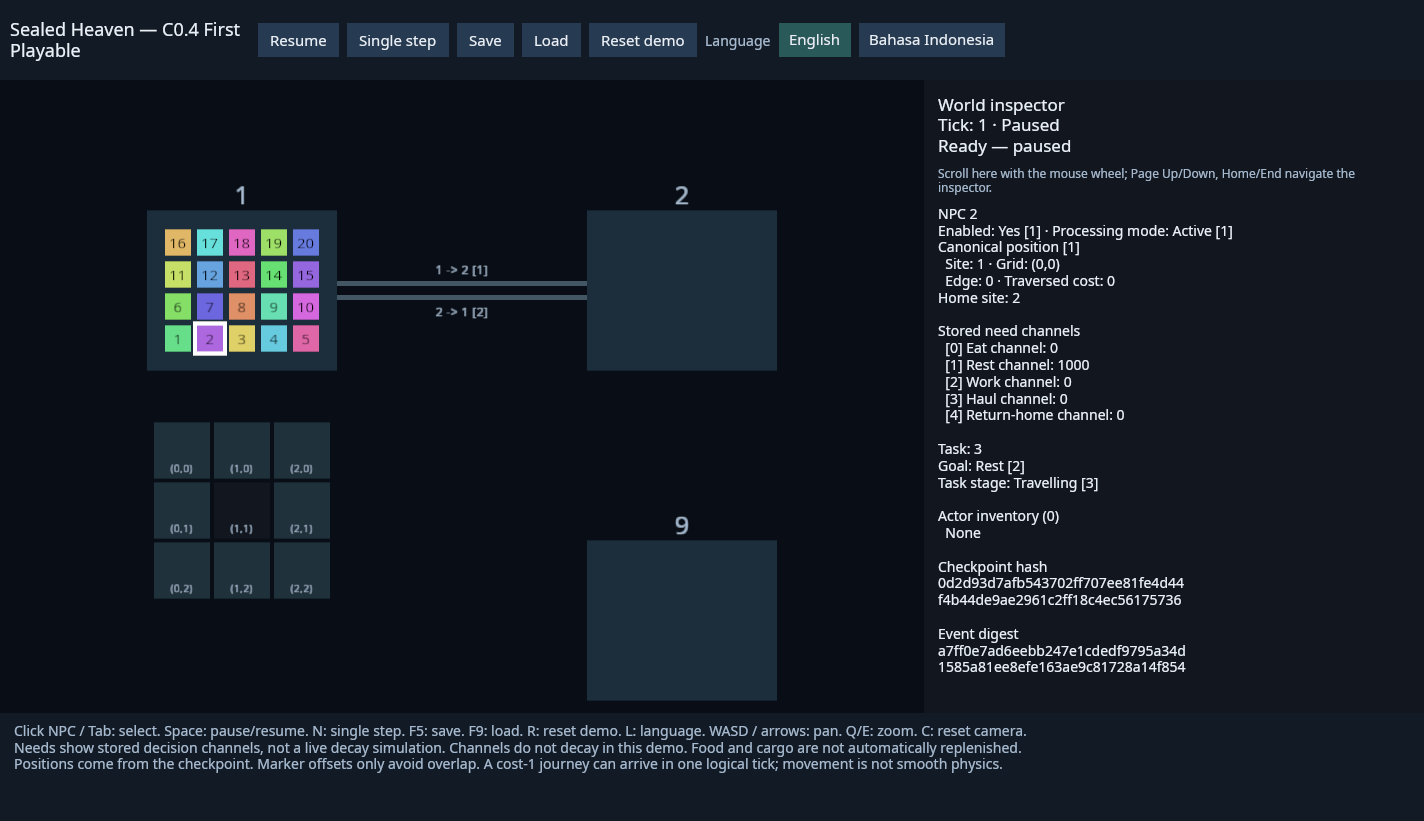 Sealed Heaven — C0.4 First
Playable
Resume
Single step
Save
Load
Reset demo
Language
English
Bahasa Indonesia
1
16 17 18 19 20
11 12 13 14 15
6 7 8 9 10
1 2 3 4 5
1 -> 2 [1]
2 -> 1 [2]
2
(0,0) (1,0) (2,0)
(0,1) (1,1) (2,1)
(0,2) (1,2) (2,2)
9
World inspector
Tick: 1 · Paused
Ready — paused
Scroll here with the mouse wheel; Page Up/Down, Home/End navigate the
inspector.
NPC 2
Enabled: Yes [1] · Processing mode: Active [1]
Canonical position [1]
Site: 1 · Grid: (0,0)
Edge: 0 · Traversed cost: 0
Home site: 2
Stored need channels
[0] Eat channel: 0
[1] Rest channel: 1000
[2] Work channel: 0
[3] Haul channel: 0
[4] Return-home channel: 0
Task: 3
Goal: Rest [2]
Task stage: Travelling [3]
Actor inventory (0)
None
Checkpoint hash
0d2d93d7afb543702ff707ee81fe4d44
f4b44de9ae2961c2ff18c4ec56175736
Event digest
a7ff0e7ad6eebb247e1cdedf9795a34d
1585a81ee8efe163ae9c81728a14f854
Click NPC / Tab: select. Space: pause/resume. N: single step. F5: save. F9: load. R: reset demo. L: language. WASD / arrows: pan. Q/E: zoom. C: reset camera.
Needs show stored decision channels, not a live decay simulation. Channels do not decay in this demo. Food and cargo are not automatically replenished.
Positions come from the checkpoint. Marker offsets only avoid overlap. A cost-1 journey can arrive in one logical tick; movement is not smooth physics.